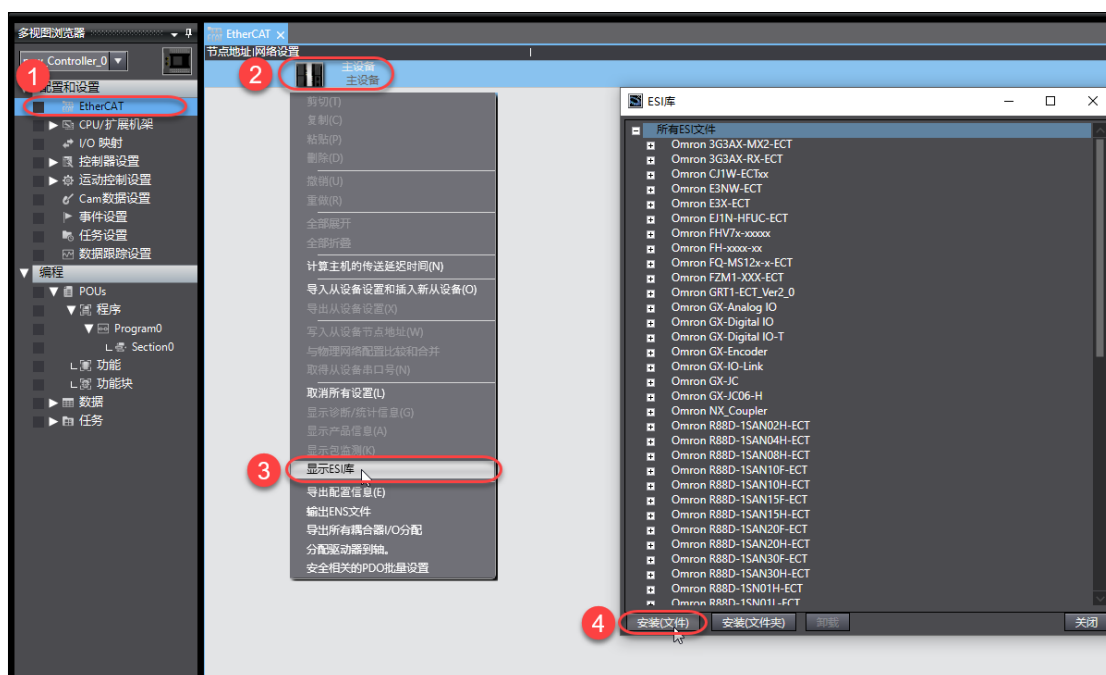 多视图浏览器
Controller_0
1
配置和设置
EtherCAT
CPU/扩展机架
I/O 映射
控制器设置
运动控制设置
Cam数据设置
事件设置
任务设置
数据跟踪设置
编程
POUs
程序
Program0
Section0
功能
功能块
数据
任务
EtherCAT
节点地址|网络设置
2
主设备
主设备
剪切(T)
复制(C)
粘贴(P)
删除(D)
撤销(U)
重做(R)
全部展开
全部折叠
计算主机的传送延迟时间(N)
导入从设备设置和插入新从设备(O)
导出从设备设置(X)
写入从设备节点地址(W)
与物理网络配置比较和合并
取得从设备串口号(N)
取消所有设置(L)
显示诊断/统计信息(G)
显示产品信息(A)
显示包监测(K)
3
显示ESI库
导出配置信息(E)
输出ENS文件
导出所有耦合器I/O分配
分配驱动器到轴。
安全相关的PDO批量设置
ESI库
所有ESI文件
Omron 3G3AX-MX2-ECT
Omron 3G3AX-RX-ECT
Omron CJ1W-ECTxx
Omron E3NW-ECT
Omron E3X-ECT
Omron EJ1N-HFUC-ECT
Omron FHV7x-xxxxx
Omron FH-xxxx-xx
Omron FQ-MS12x-x-ECT
Omron FZM1-XXX-ECT
Omron GRT1-ECT_Ver2_0
Omron GX-Analog IO
Omron GX-Digital IO
Omron GX-Digital IO-T
Omron GX-Encoder
Omron GX-IO-Link
Omron GX-JC
Omron GX-JC06-H
Omron NX_Coupler
Omron R88D-1SAN02H-ECT
Omron R88D-1SAN04H-ECT
Omron R88D-1SAN08H-ECT
Omron R88D-1SAN10F-ECT
Omron R88D-1SAN10H-ECT
Omron R88D-1SAN15F-ECT
Omron R88D-1SAN15H-ECT
Omron R88D-1SAN20F-ECT
Omron R88D-1SAN20H-ECT
Omron R88D-1SAN30F-ECT
Omron R88D-1SAN30H-ECT
Omron R88D-1SN01H-ECT
Omron R88D-1SN01L-ECT
4
安装(文件)
安装(文件夹)
卸载
关闭